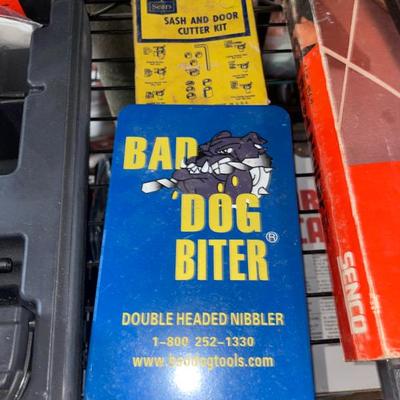 Sears
SASH AND DOOR
CUTTER KIT
BAD
DOG
BITER®
DOUBLE HEADED NIBBLER
1-800 252-1330
www.baddogtools.com
SENCO